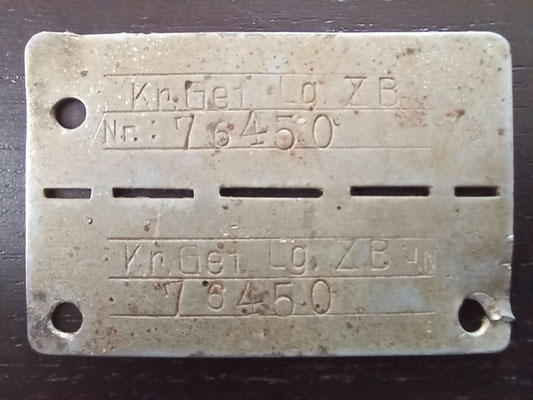 Kr.Gef. Lg. X B
Nr.: 76450
Kr.Gef. Lg. X B
76450